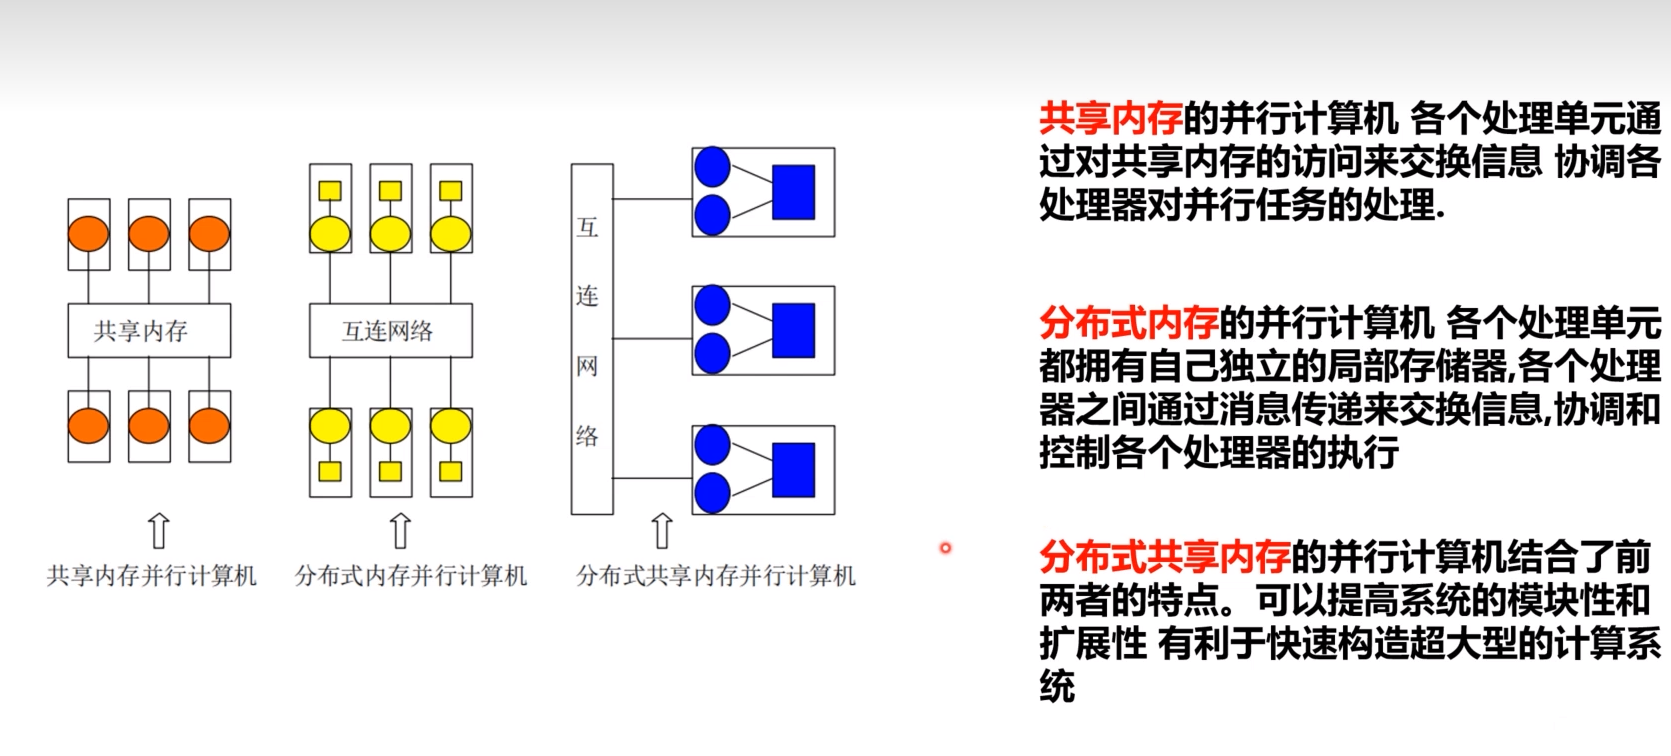 共享内存
互连网络
互
连
网
络
共享内存并行计算机
分布式内存并行计算机
分布式共享内存并行计算机
共享内存的并行计算机 各个处理单元通
过对共享内存的访问来交换信息 协调各
处理器对并行任务的处理.
分布式内存的并行计算机 各个处理单元
都拥有自己独立的局部存储器,各个处理
器之间通过消息传递来交换信息,协调和
控制各个处理器的执行
分布式共享内存的并行计算机结合了前
两者的特点。可以提高系统的模块性和
扩展性 有利于快速构造超大型的计算系
统